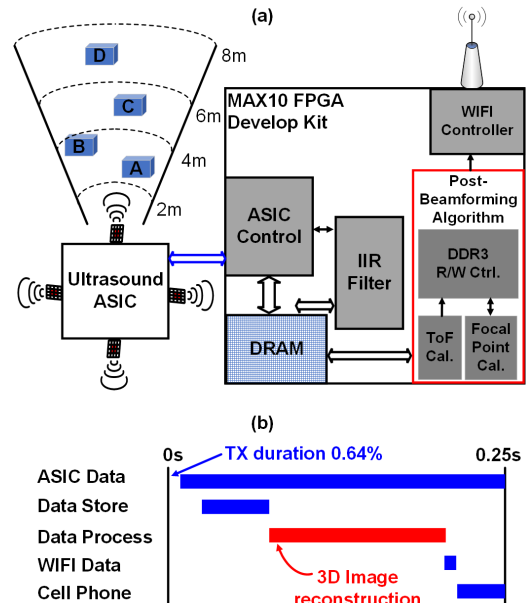 (a)
D
8m
C
6m
B
4m
A
2m
Ultrasound
ASIC
MAX10 FPGA
Develop Kit
WIFI
Controller
ASIC
Control
IIR
Filter
DRAM
Post-
Beamforming
Algorithm
DDR3
R/W Ctrl.
ToF
Cal.
Focal
Point
Cal.
(b)
0s
TX duration 0.64%
0.25s
ASIC Data
Data Store
Data Process
WIFI Data
Cell Phone
3D Image
reconstruction